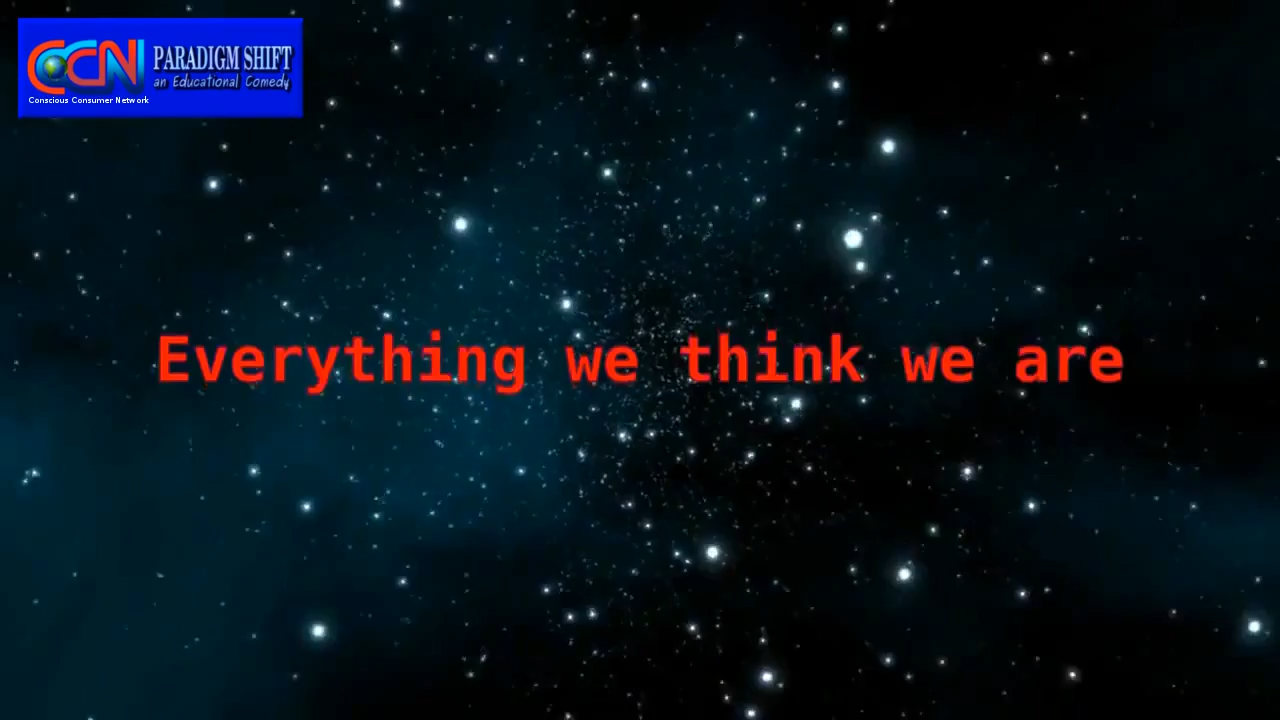 CCN PARADIGM SHIFT
an Educational Comedy
Conscious Consumer Network
Everything we think we are